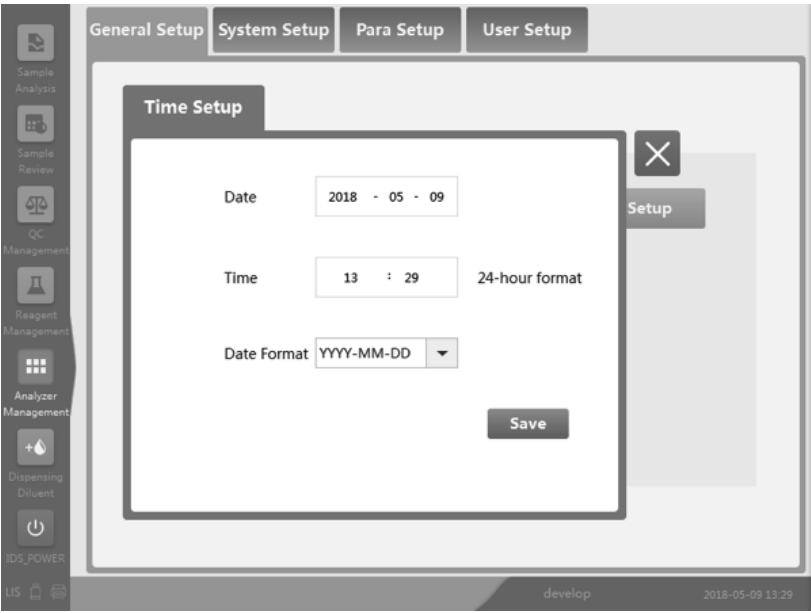 General Setup
System Setup
Para Setup
User Setup
Sample
Analysis
Sample
Review
QC
Management
Reagent
Management
Analyzer
Management
Dispensing
Diluent
IDS_POWER
LIS
Time Setup
Date 2018 - 05 - 09
Setup
Time 13 : 29 24-hour format
Date Format YYYY-MM-DD
Save
develop
2018-05-09 13:29